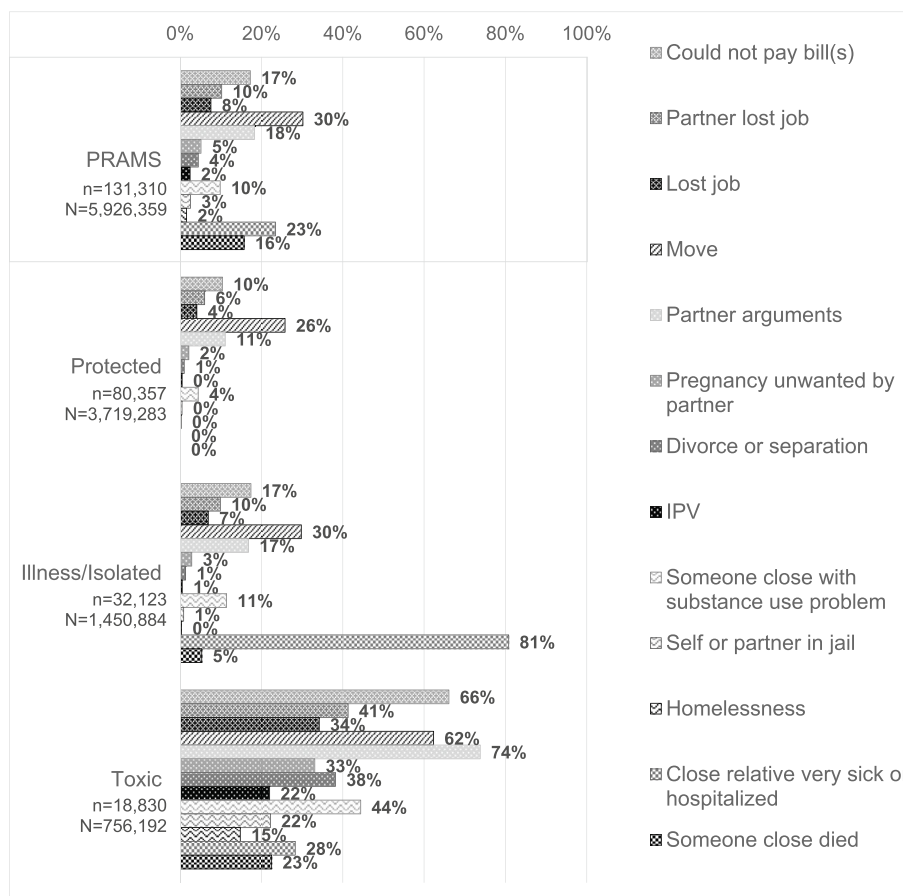 0% 20% 40% 60% 80% 100%
PRAMS
n=131,310
N=5,926,359
17%
10%
8%
30%
18%
5%
4%
2%
10%
3%
2%
23%
16%
Protected
n=80,357
N=3,719,283
10%
6%
4%
26%
11%
2%
1%
0%
4%
0%
0%
0%
0%
Illness/Isolated
n=32,123
N=1,450,884
17%
10%
7%
30%
17%
3%
1%
1%
11%
1%
0%
81%
5%
Toxic
n=18,830
N=756,192
66%
41%
34%
62%
74%
33%
38%
22%
44%
22%
15%
28%
23%
Could not pay bill(s)
Partner lost job
Lost job
Move
Partner arguments
Pregnancy unwanted by
partner
Divorce or separation
IPV
Someone close with
substance use problem
Self or partner in jail
Homelessness
Close relative very sick o
hospitalized
Someone close died